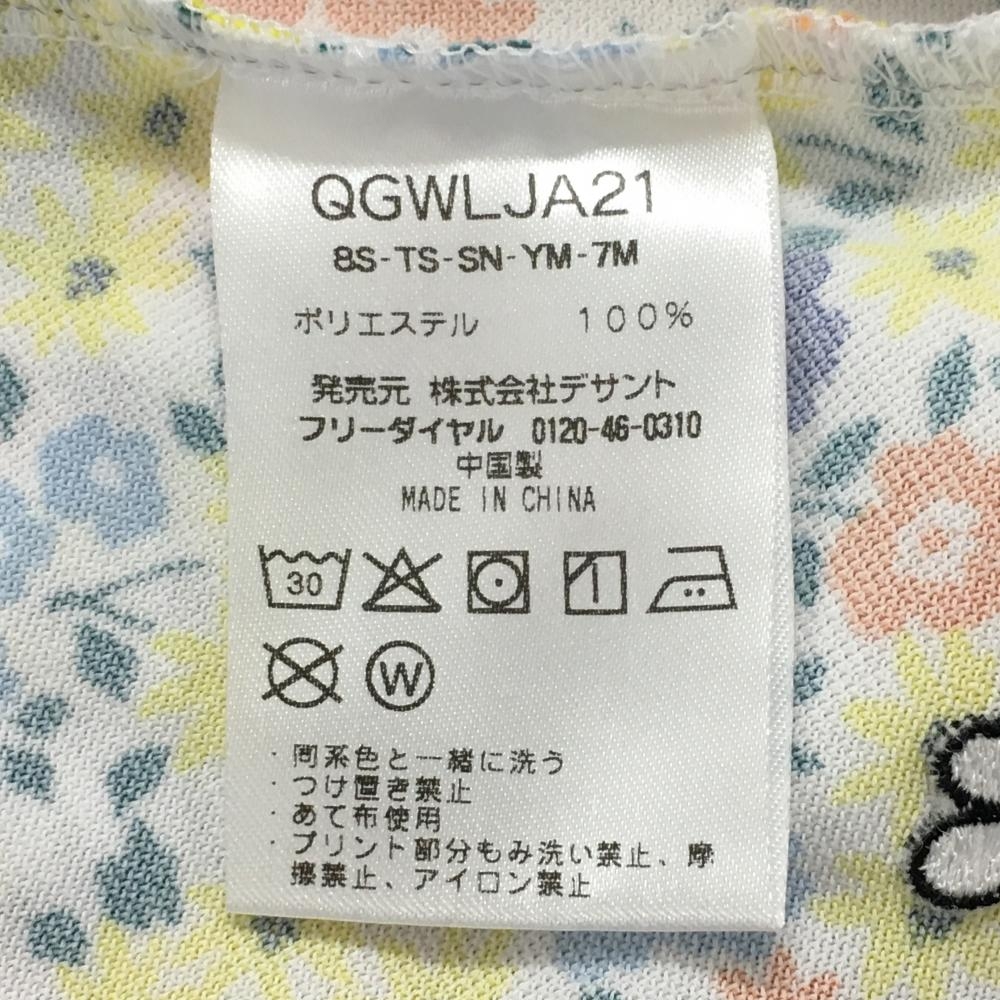 QGWLJA21
8S-TS-SN-YM-7M
ポリエステル 100%
発売元 株式会社デサント
フリーダイヤル 0120-46-0310
中国製
MADE IN CHINA
30
W
・同系色と一緒に洗う
・つけ置き禁止
・あて布使用
・プリント部分もみ洗い禁止、摩
擦禁止、アイロン禁止